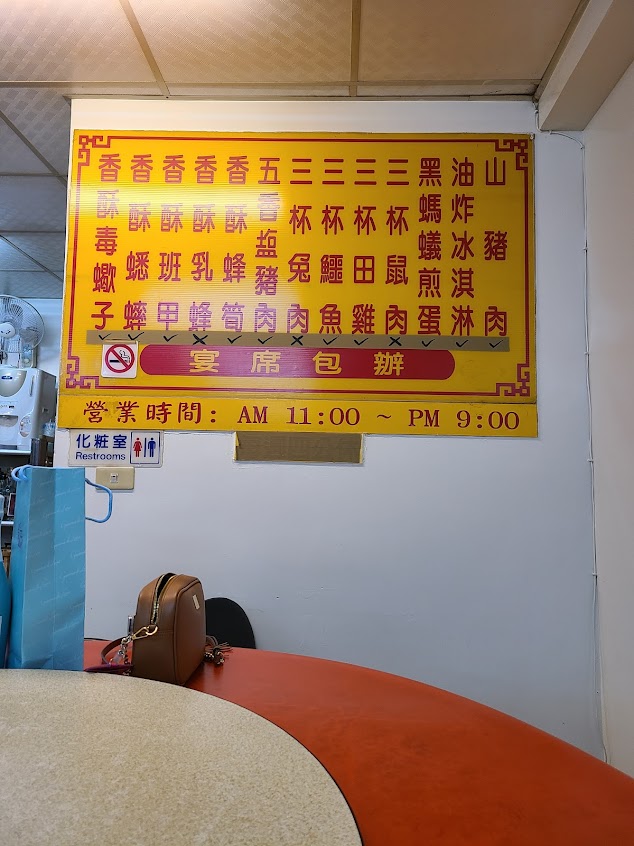 山豬肉
油炸冰淇淋
黑螞蟻煎蛋
三杯鼠肉
三杯田雞
三杯鱷魚
三杯兔肉
五香塩豬肉
香酥蜂筍
香酥乳蜂
香酥班甲
香酥蟠蟀
香酥毒蠍子
宴席包辦
營業時間: AM 11:00 ~ PM 9:00
化粧室
Restrooms